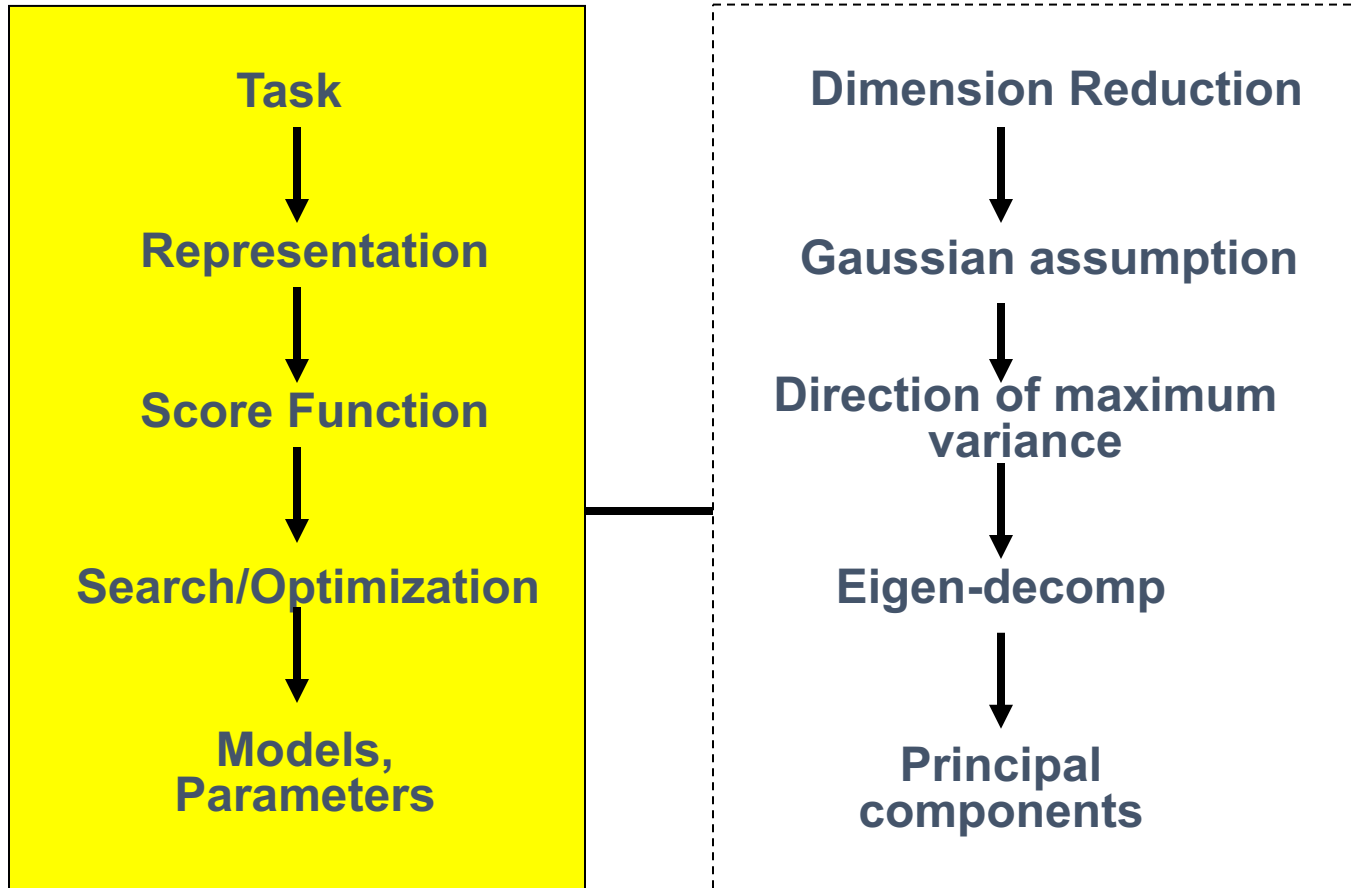 Task
Representation
Score Function
Search/Optimization
Models,
Parameters
Dimension Reduction
Gaussian assumption
Direction of maximum
variance
Eigen-decomp
Principal
components